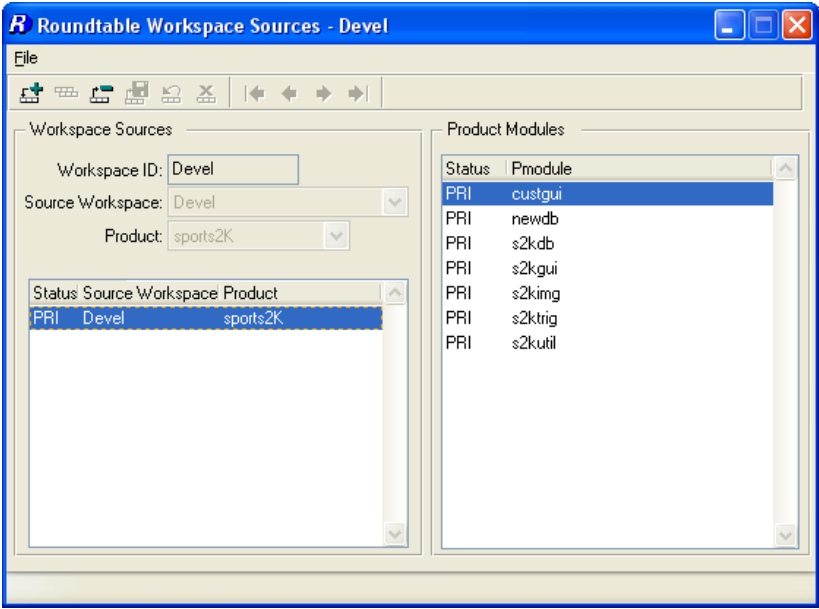 R Roundtable Workspace Sources - Devel
File
Workspace Sources
Workspace ID: Devel
Source Workspace: Devel
Product: sports2K
Status Source Workspace Product
PRI Devel sports2K
Product Modules
Status Pmodule
PRI custgui
PRI newdb
PRI s2kdb
PRI s2kgui
PRI s2kimg
PRI s2ktrig
PRI s2kutil